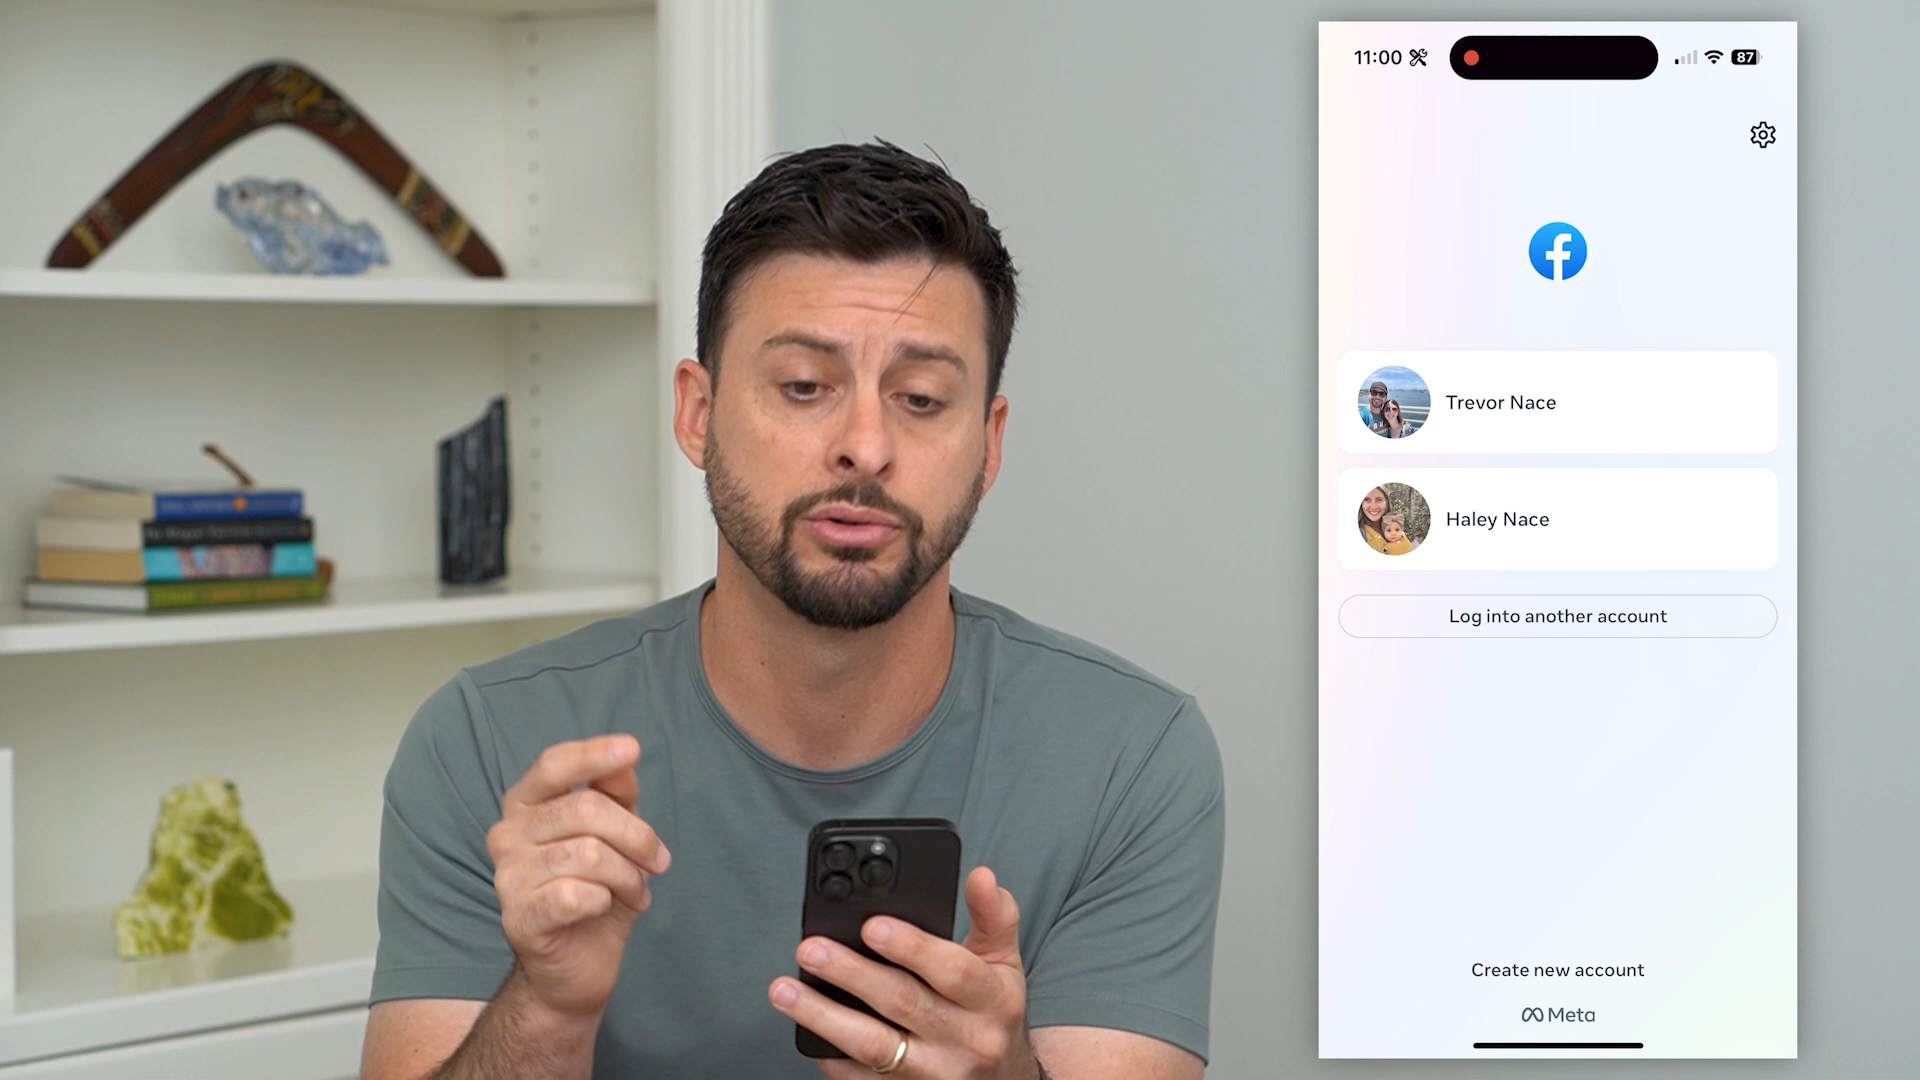 11:00
87
Trevor Nace
Haley Nace
Log into another account
Create new account
Meta